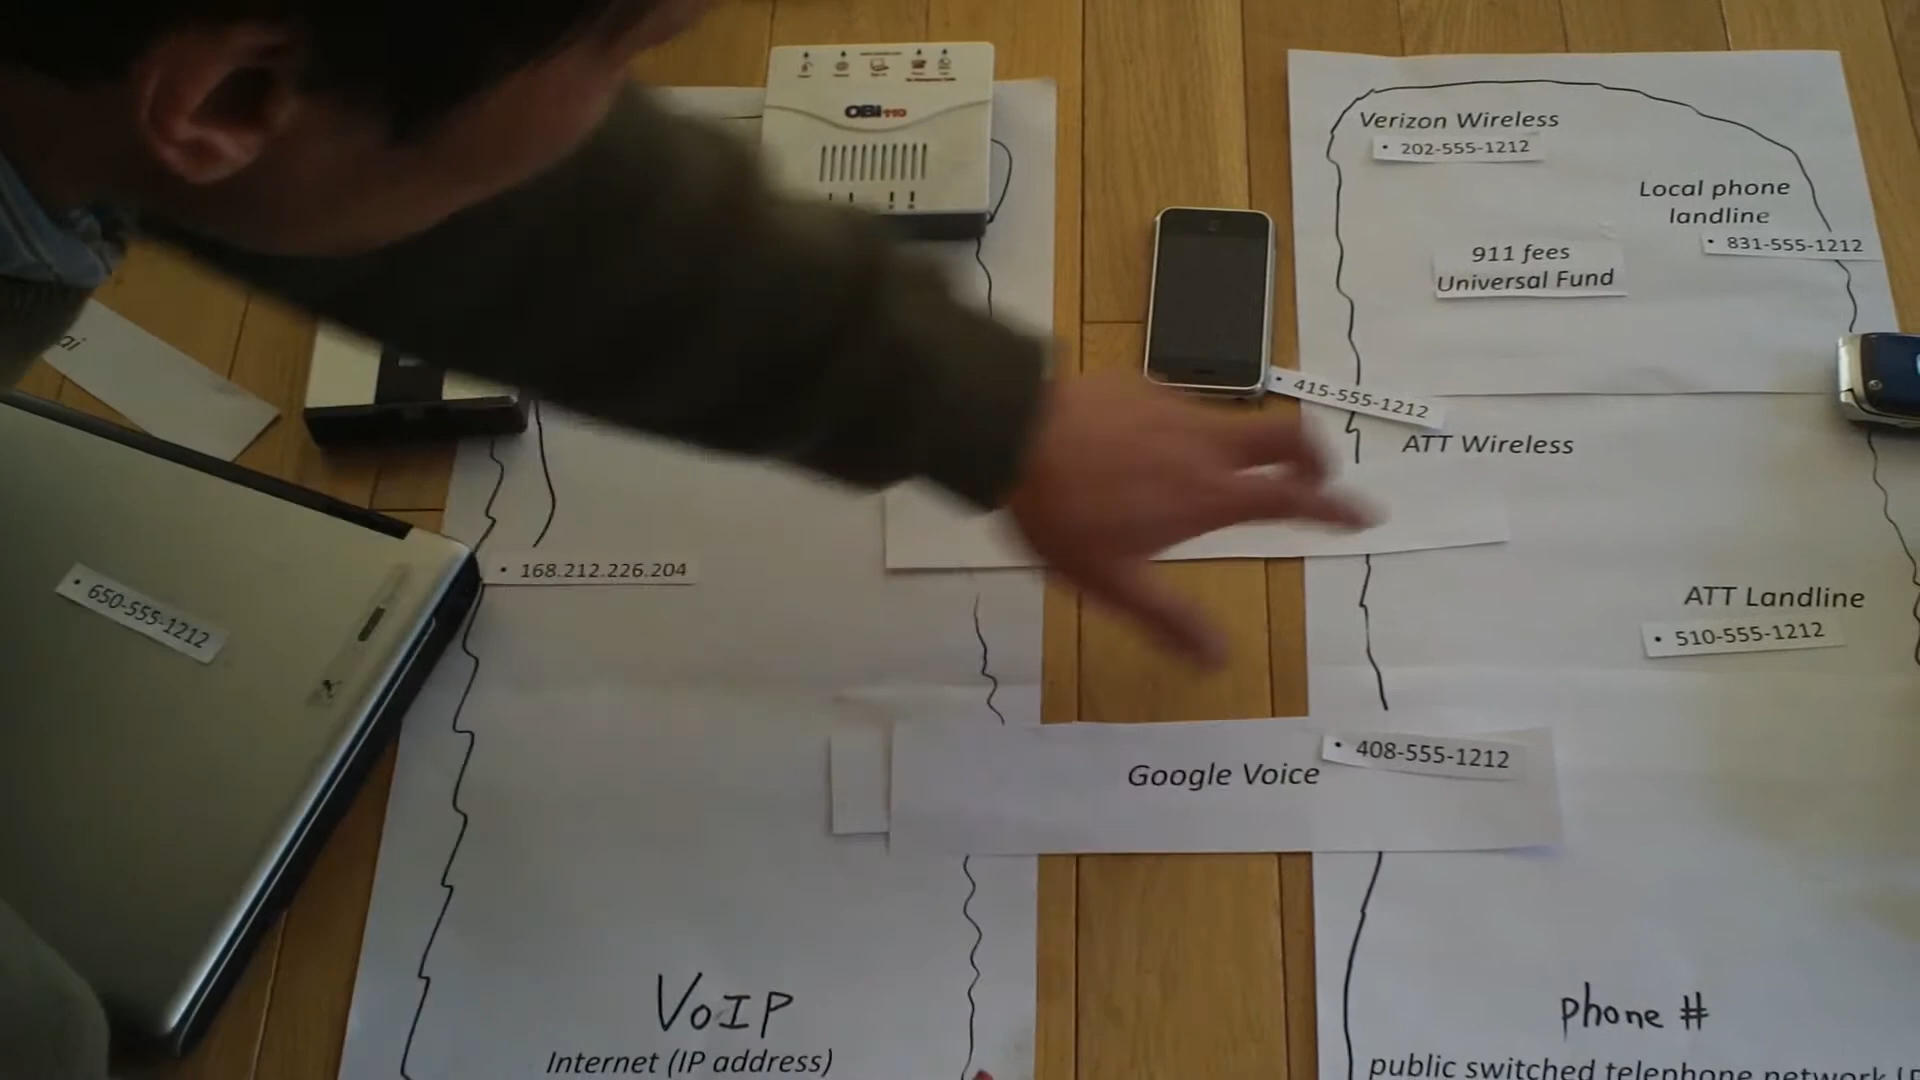 OBi110
Verizon Wireless
• 202-555-1212
Local phone
landline
• 831-555-1212
911 fees
Universal Fund
ai
• 415-555-1212
ATT Wireless
• 168.212.226.204
• 650-555-1212
ATT Landline
• 510-555-1212
• 408-555-1212
Google Voice
VoIP
Internet (IP address)
phone #
public switched telephone network